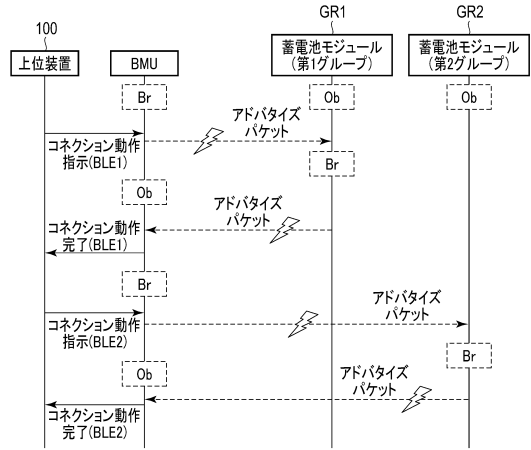 100
GR1
GR2
上位装置
BMU
蓄電池モジュール
(第1グループ)
蓄電池モジュール
(第2グループ)
Br
Ob
Ob
アドバタイズ
パケット
コネクション動作
指示(BLE1)
Br
Ob
アドバタイズ
パケット
コネクション動作
完了(BLE1)
Br
アドバタイズ
パケット
コネクション動作
指示(BLE2)
Br
Ob
アドバタイズ
パケット
コネクション動作
完了(BLE2)